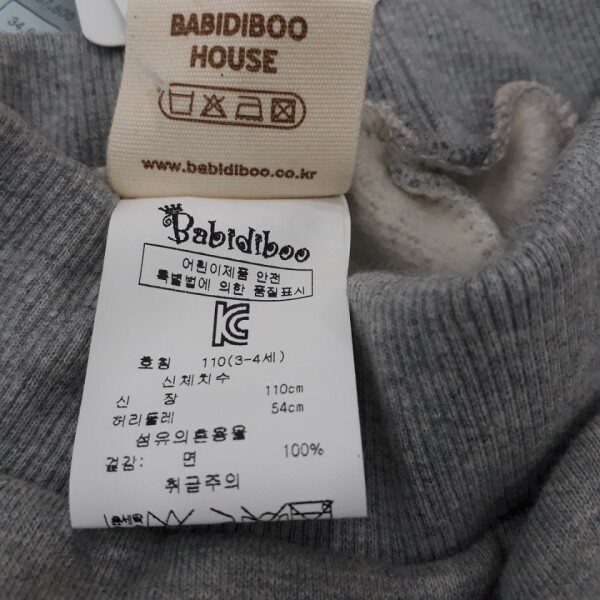 BABIDIBOO
HOUSE
www.babidiboo.co.kr
Babidiboo
어린이제품 안전
특별법에 의한 품질표시
호칭 110(3-4세)
신체치수
신 장 110cm
허리둘레 54cm
섬유의혼용율
겉감: 면 100%
취급주의